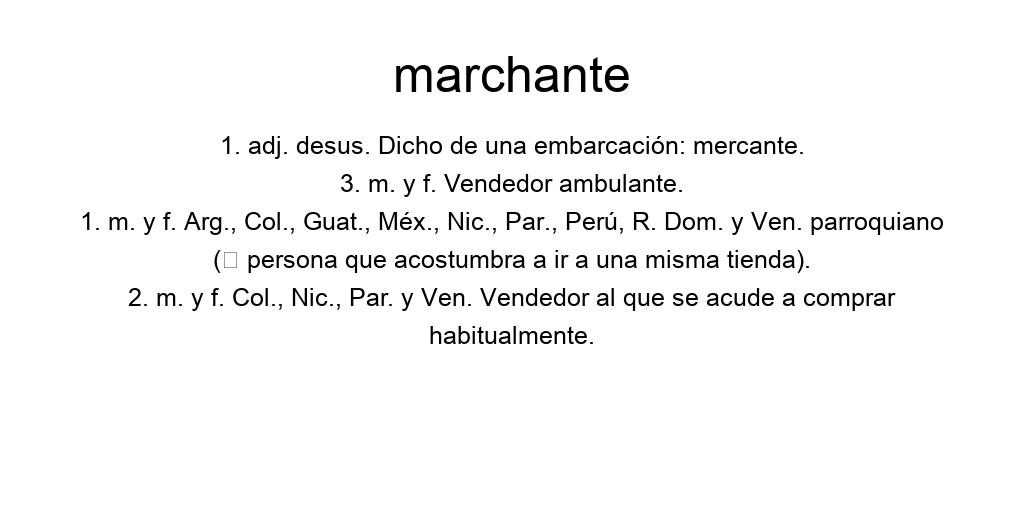 marchante
1. adj. desus. Dicho de una embarcación: mercante.
3. m. y f. Vendedor ambulante.
1. m. y f. Arg., Col., Guat., Méx., Nic., Par., Perú, R. Dom. y Ven. parroquiano
(□ persona que acostumbra a ir a una misma tienda).
2. m. y f. Col., Nic., Par. y Ven. Vendedor al que se acude a comprar
habitualmente.